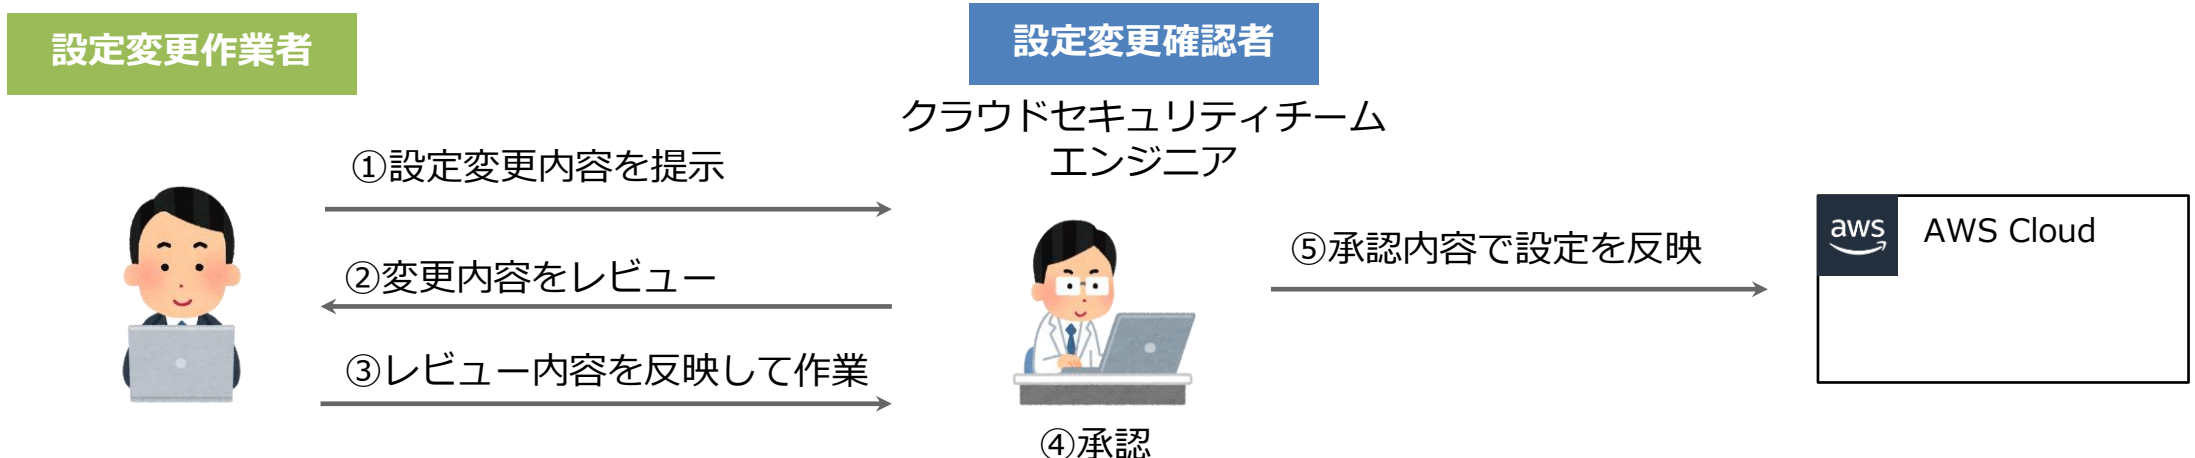 設定変更作業者
設定変更確認者
クラウドセキュリティチーム
エンジニア
①設定変更内容を提示
②変更内容をレビュー
③レビュー内容を反映して作業
④承認
⑤承認内容で設定を反映
aws
AWS Cloud